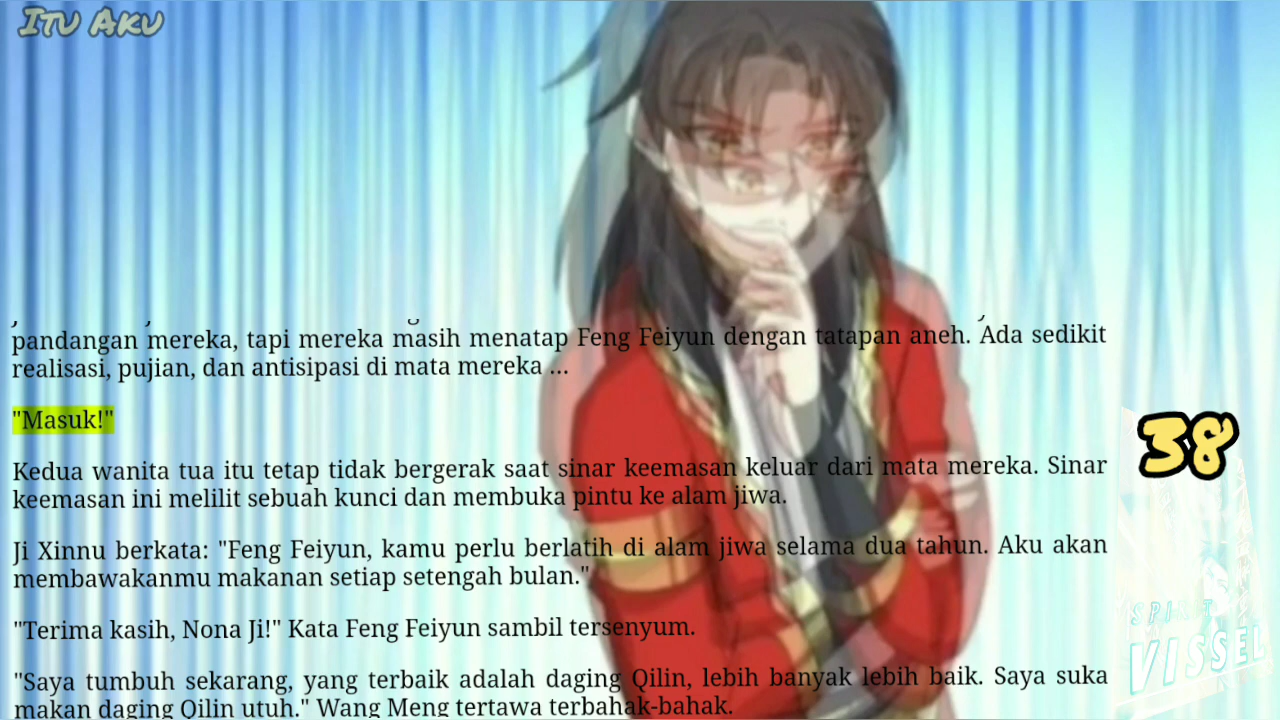 Itu Aku
pandangan mereka, tapi mereka masih menatap Feng Feiyun dengan tatapan aneh. Ada sedikit
realisasi, pujian, dan antisipasi di mata mereka ...
"Masuk!"
Kedua wanita tua itu tetap tidak bergerak saat sinar keemasan keluar dari mata mereka. Sinar
keemasan ini melilit sebuah kunci dan membuka pintu ke alam jiwa.
38
Ji Xinnu berkata: "Feng Feiyun, kamu perlu berlatih di alam jiwa selama dua tahun. Aku akan
membawakanmu makanan setiap setengah bulan."
"Terima kasih, Nona Ji!" Kata Feng Feiyun sambil tersenyum.
"Saya tumbuh sekarang, yang terbaik adalah daging Qilin, lebih banyak lebih baik. Saya suka
makan daging Qilin utuh." Wang Meng tertawa terbahak-bahak.
SPIRIT
VISSEL